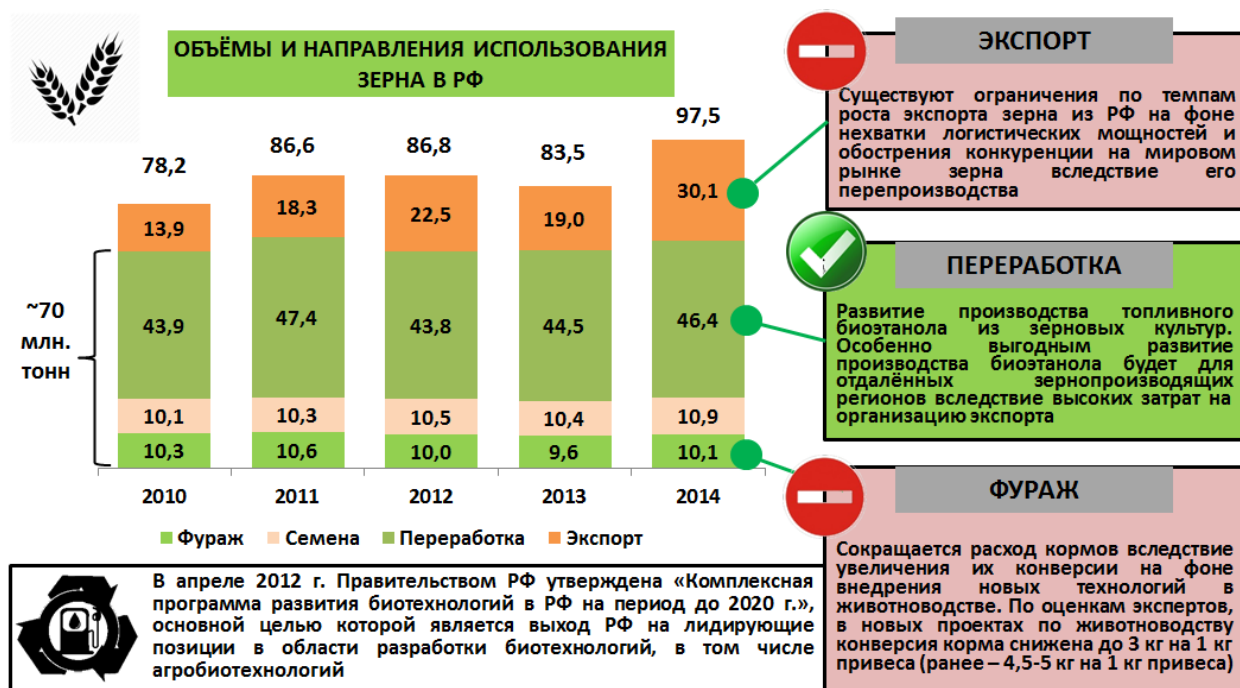 ОБЪЁМЫ И НАПРАВЛЕНИЯ ИСПОЛЬЗОВАНИЯ
ЗЕРНА В РФ
78,2
86,6
86,8
83,5
97,5
13,9
18,3
22,5
19,0
30,1
~70
млн.
тонн
43,9
47,4
43,8
44,5
46,4
10,1
10,3
10,5
10,4
10,9
10,3
10,6
10,0
9,6
10,1
2010
2011
2012
2013
2014
Фураж
Семена
Переработка
Экспорт
ЭКСПОРТ
Существуют ограничения по темпам
роста экспорта зерна из РФ на фоне
нехватки логистических мощностей и
обострения конкуренции на мировом
рынке зерна вследствие его
перепроизводства
ПЕРЕРАБОТКА
Развитие производства топливного
биоэтанола из зерновых культур.
Особенно выгодным развитие
производства биоэтанола будет для
отдалённых зернопроизводящих
регионов вследствие высоких затрат на
организацию экспорта
ФУРАЖ
Сокращается расход кормов вследствие
увеличения их конверсии на фоне
внедрения новых технологий в
животноводстве. По оценкам экспертов,
в новых проектах по животноводству
конверсия корма снижена до 3 кг на 1 кг
привеса (ранее – 4,5-5 кг на 1 кг привеса)
В апреле 2012 г. Правительством РФ утверждена «Комплексная
программа развития биотехнологий в РФ на период до 2020 г.»,
основной целью которой является выход РФ на лидирующие
позиции в области разработки биотехнологий, в том числе
агробиотехнологий